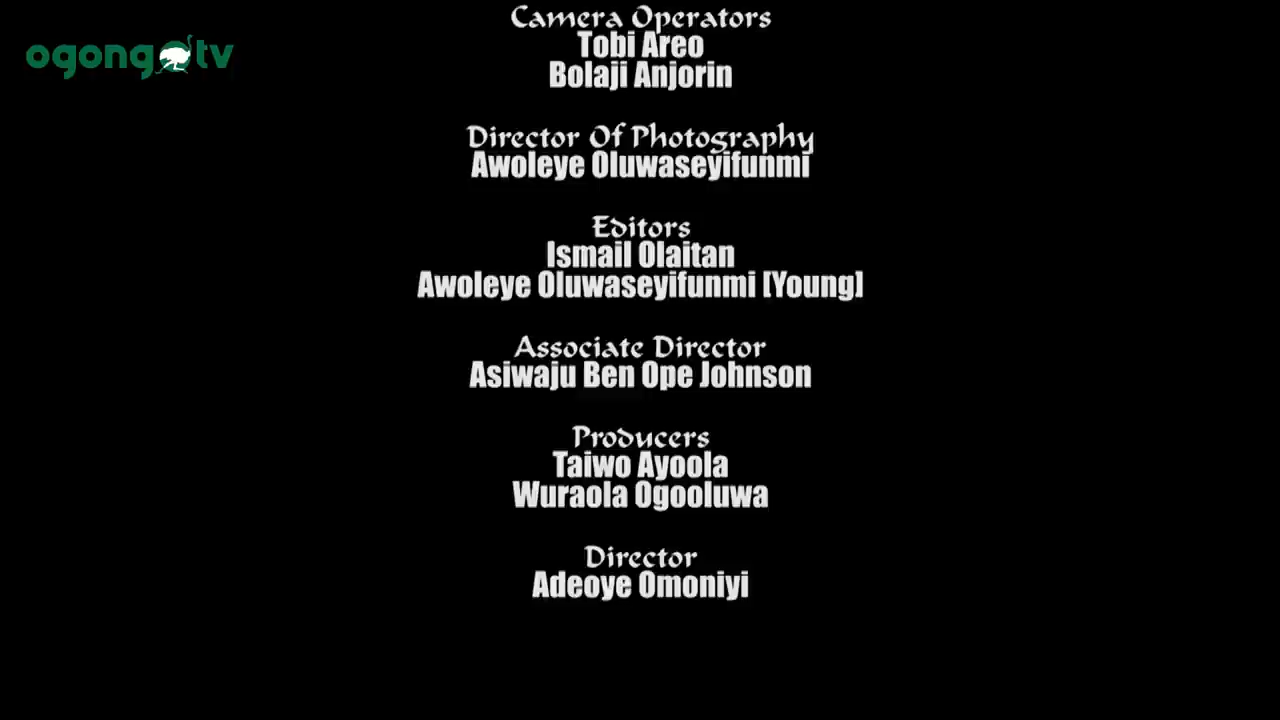 ogongotv
Camera Operators
Tobi Areo
Bolaji Anjorin
Director Of Photography
Awoleye Oluwaseyifunmi
Editors
Ismail Olaitan
Awoleye Oluwaseyifunmi [Young]
Associate Director
Asiwaju Ben Ope Johnson
Producers
Taiwo Ayoola
Wuraola Ogooluwa
Director
Adeoye Omoniyi